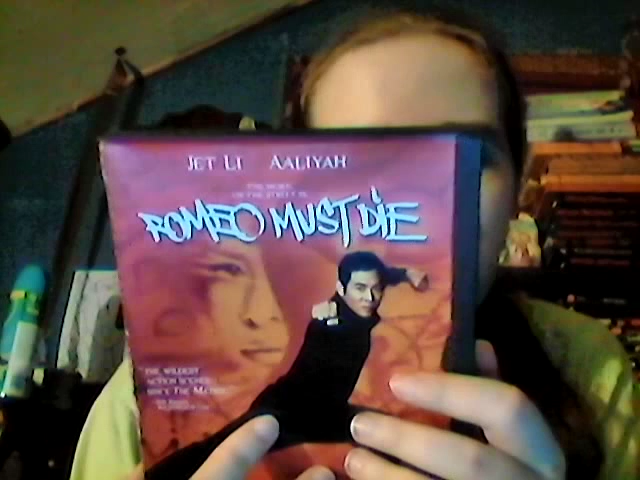 JET LI AALIYAH
ROMEO MUST DIE
"THE WILDEST
ACTION SCENES
SINCE THE MATRIX."